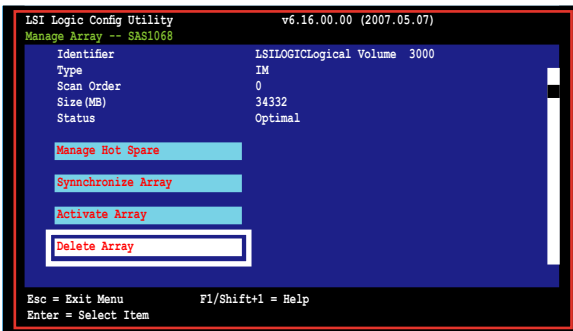 LSI Logic Config Utility v6.16.00.00 (2007.05.07)
Manage Array -- SAS1068
Identifier LSILOGICLogical Volume 3000
Type IM
Scan Order 0
Size(MB) 34332
Status Optimal
Manage Hot Spare
Synnchronize Array
Activate Array
Delete Array
Esc = Exit Menu F1/Shift+1 = Help
Enter = Select Item